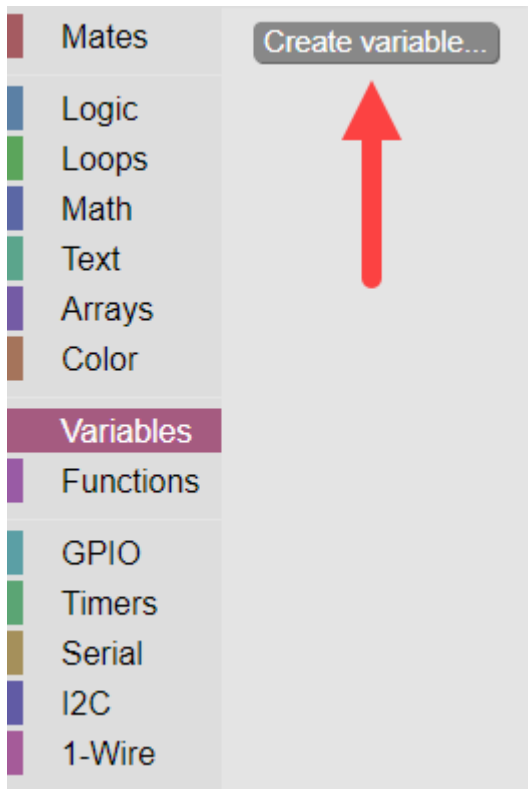 Mates
Create variable...
Logic
Loops
Math
Text
Arrays
Color
Variables
Functions
GPIO
Timers
Serial
I2C
1-Wire